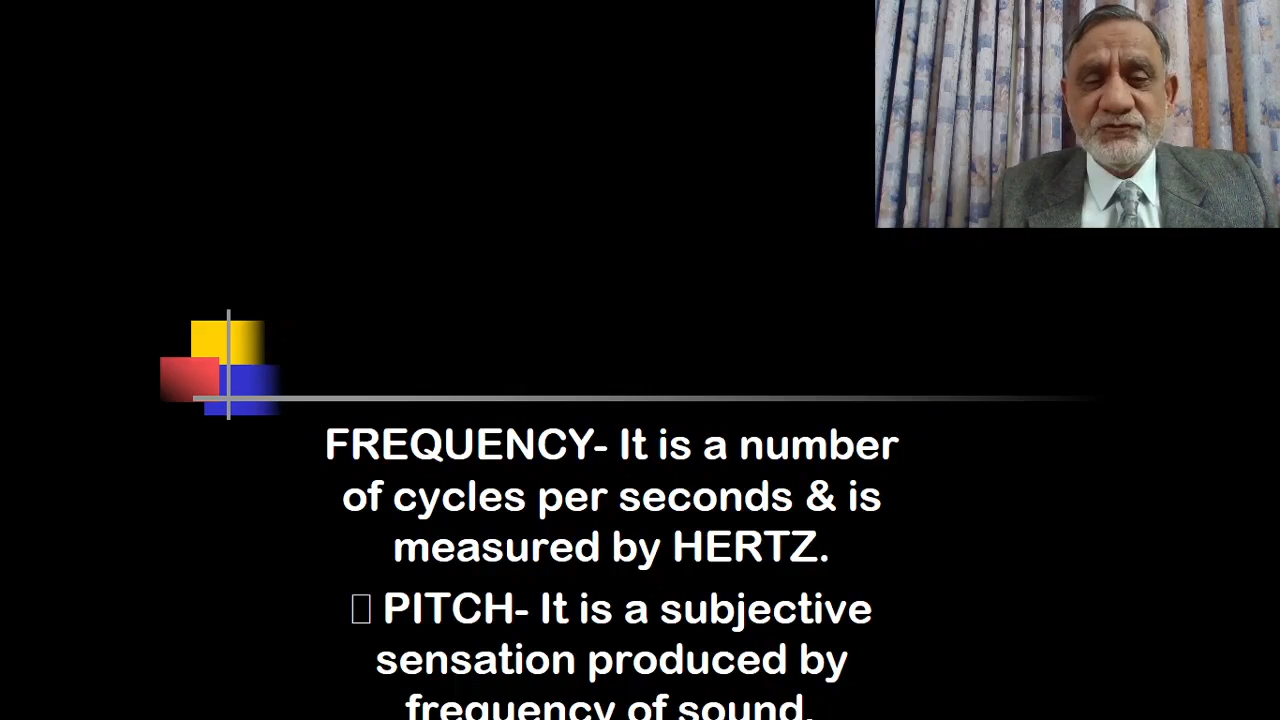 FREQUENCY- It is a number
of cycles per seconds & is
measured by HERTZ.
PITCH- It is a subjective
sensation produced by
frequency of sound.